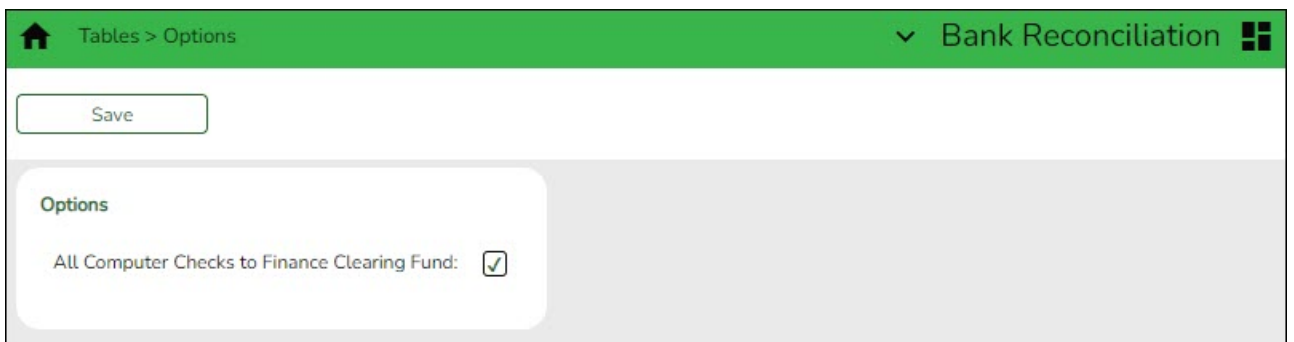 Tables > Options
Bank Reconciliation
Save
Options
All Computer Checks to Finance Clearing Fund: